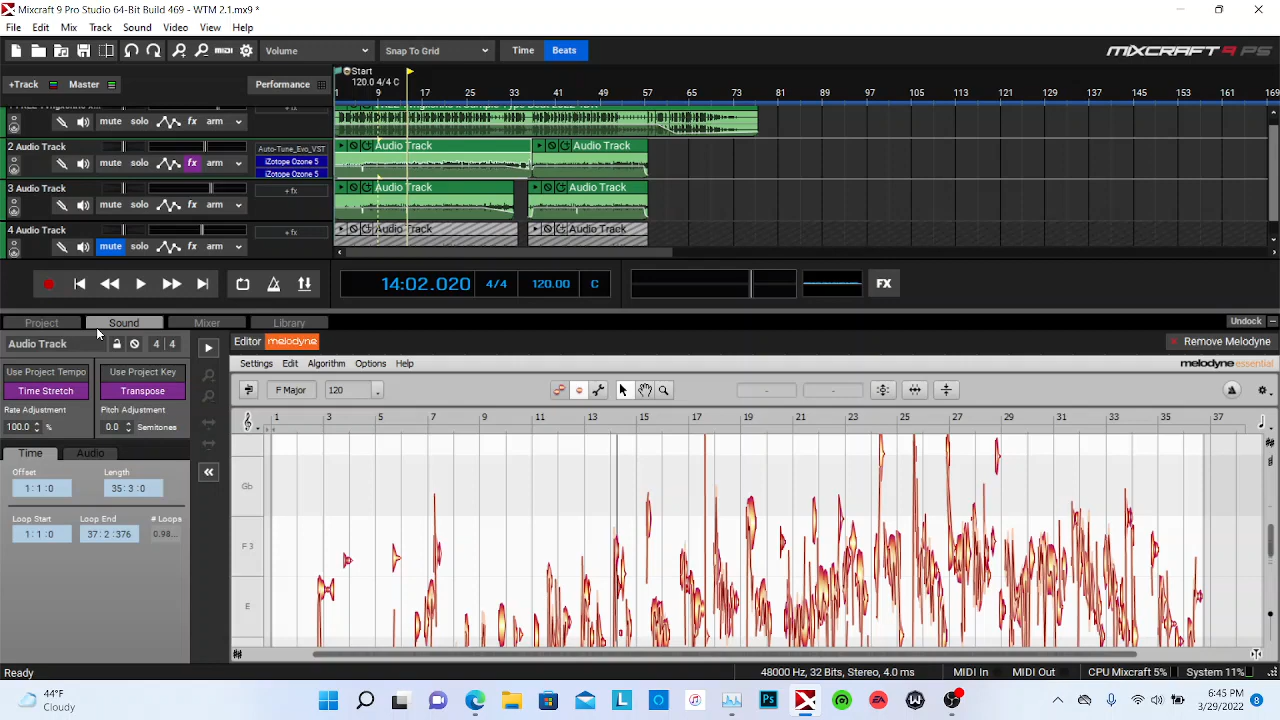 Mixcraft 9 Pro Studio 64-Bit Build 469 - WTM 2.1.mx9 *
File Edit Mix Track Sound Video View Help
Volume Snap To Grid Time Beats MIXCRAFT 9 PS
+Track Master Performance
Start
120.0 4/4 C
1 9 17 25 33 41 49 57 65 73 81 89 97 105 113 121 129 137 145 153 161 169
mute solo fx arm +fx
2 Audio Track Auto-Tune_Evo_VST Audio Track Audio Track
mute solo fx arm iZotope Ozone 5
iZotope Ozone 5
3 Audio Track +fx Audio Track Audio Track
mute solo fx arm
4 Audio Track +fx Audio Track Audio Track
mute solo fx arm
14:02.020 4/4 120.00 C FX
Project Sound Mixer Library Undock
Audio Track 4 4 Editor melodyne Remove Melodyne
Use Project Tempo Use Project Key Settings Edit Algorithm Options Help melodyne essential
Time Stretch Transpose F Major 120 - -
Rate Adjustment Pitch Adjustment
100.0 % 0.0 Semitones 1 3 5 7 9 11 13 15 17 19 21 23 25 27 29 31 33 35 37
Time Audio
Offset Length
1:1:0 35:3:0 Gb
Loop Start Loop End # Loops
1:1:0 37:2:376 0.98...
F 3
E
Ready 48000 Hz, 32 Bits, Stereo, 4.0 ms MIDI In MIDI Out CPU Mixcraft 5% System 11%
44°F 6:45 PM
3/29/2022 8